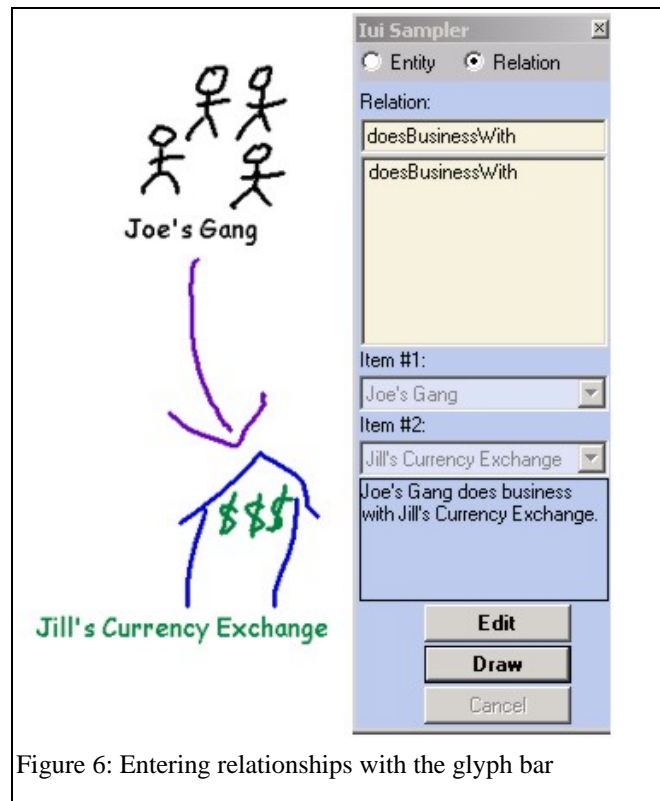 Joe's Gang
$$$
Jill's Currency Exchange
Iui Sampler
Entity Relation
Relation:
doesBusinessWith
doesBusinessWith
Item #1:
Joe's Gang
Item #2:
Jill's Currency Exchange
Joe's Gang does business
with Jill's Currency Exchange.
Edit
Draw
Cancel
Figure 6: Entering relationships with the glyph bar